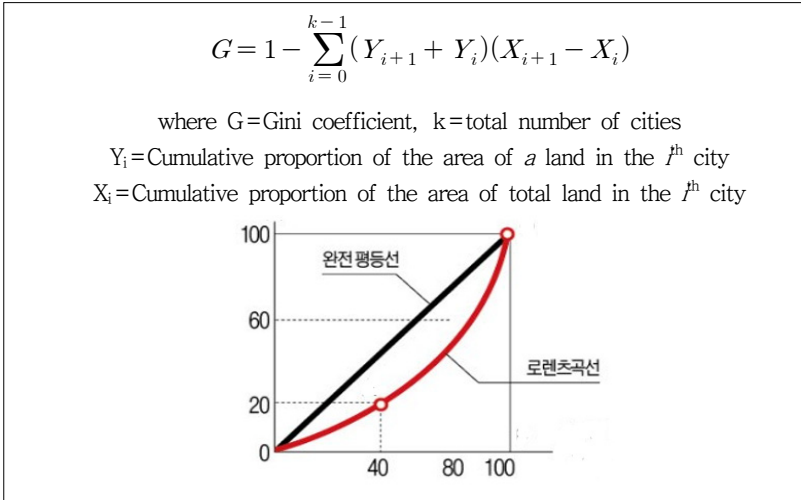 G = 1 − \sum_{i=0}^{k-1} (Y_{i+1} + Y_i)(X_{i+1} − X_i)
where G=Gini coefficient, k=total number of cities
Y_i=Cumulative proportion of the area of a land in the i^th city
X_i=Cumulative proportion of the area of total land in the i^th city
100
완전 평등선
60
로렌츠곡선
20
0
40 80 100